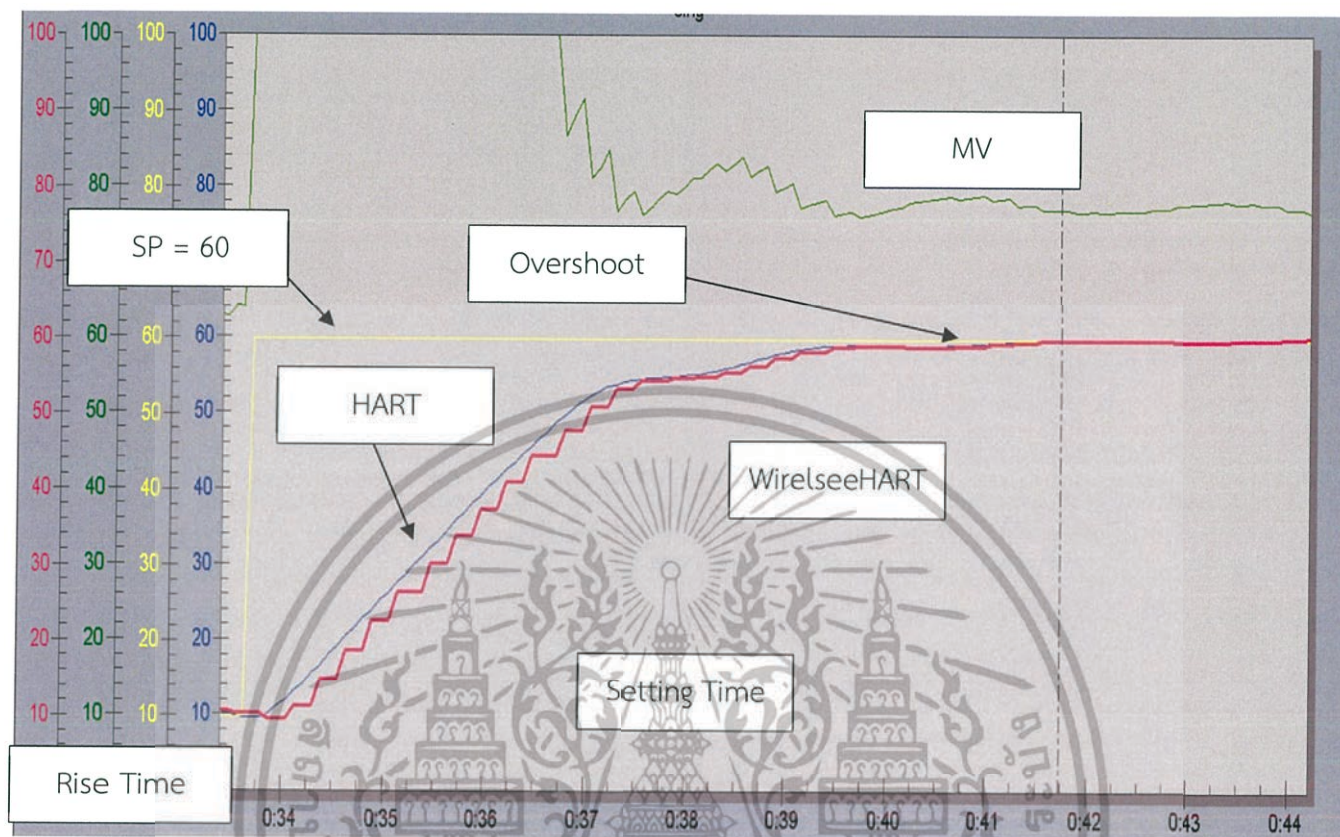 100 100 100 100
90 90 90 90
80 80 80 80
MV
SP = 60
Overshoot
70
60 60 60 60
HART
50 50 50 50
WirelseeHART
40 40 40 40
30 30 30 30
20 20 20 20
Setting Time
10 10 10 10
Rise Time
0:34 0:35 0:36 0:37 0:38 0:39 0:40 0:41 0:42 0:43 0:44